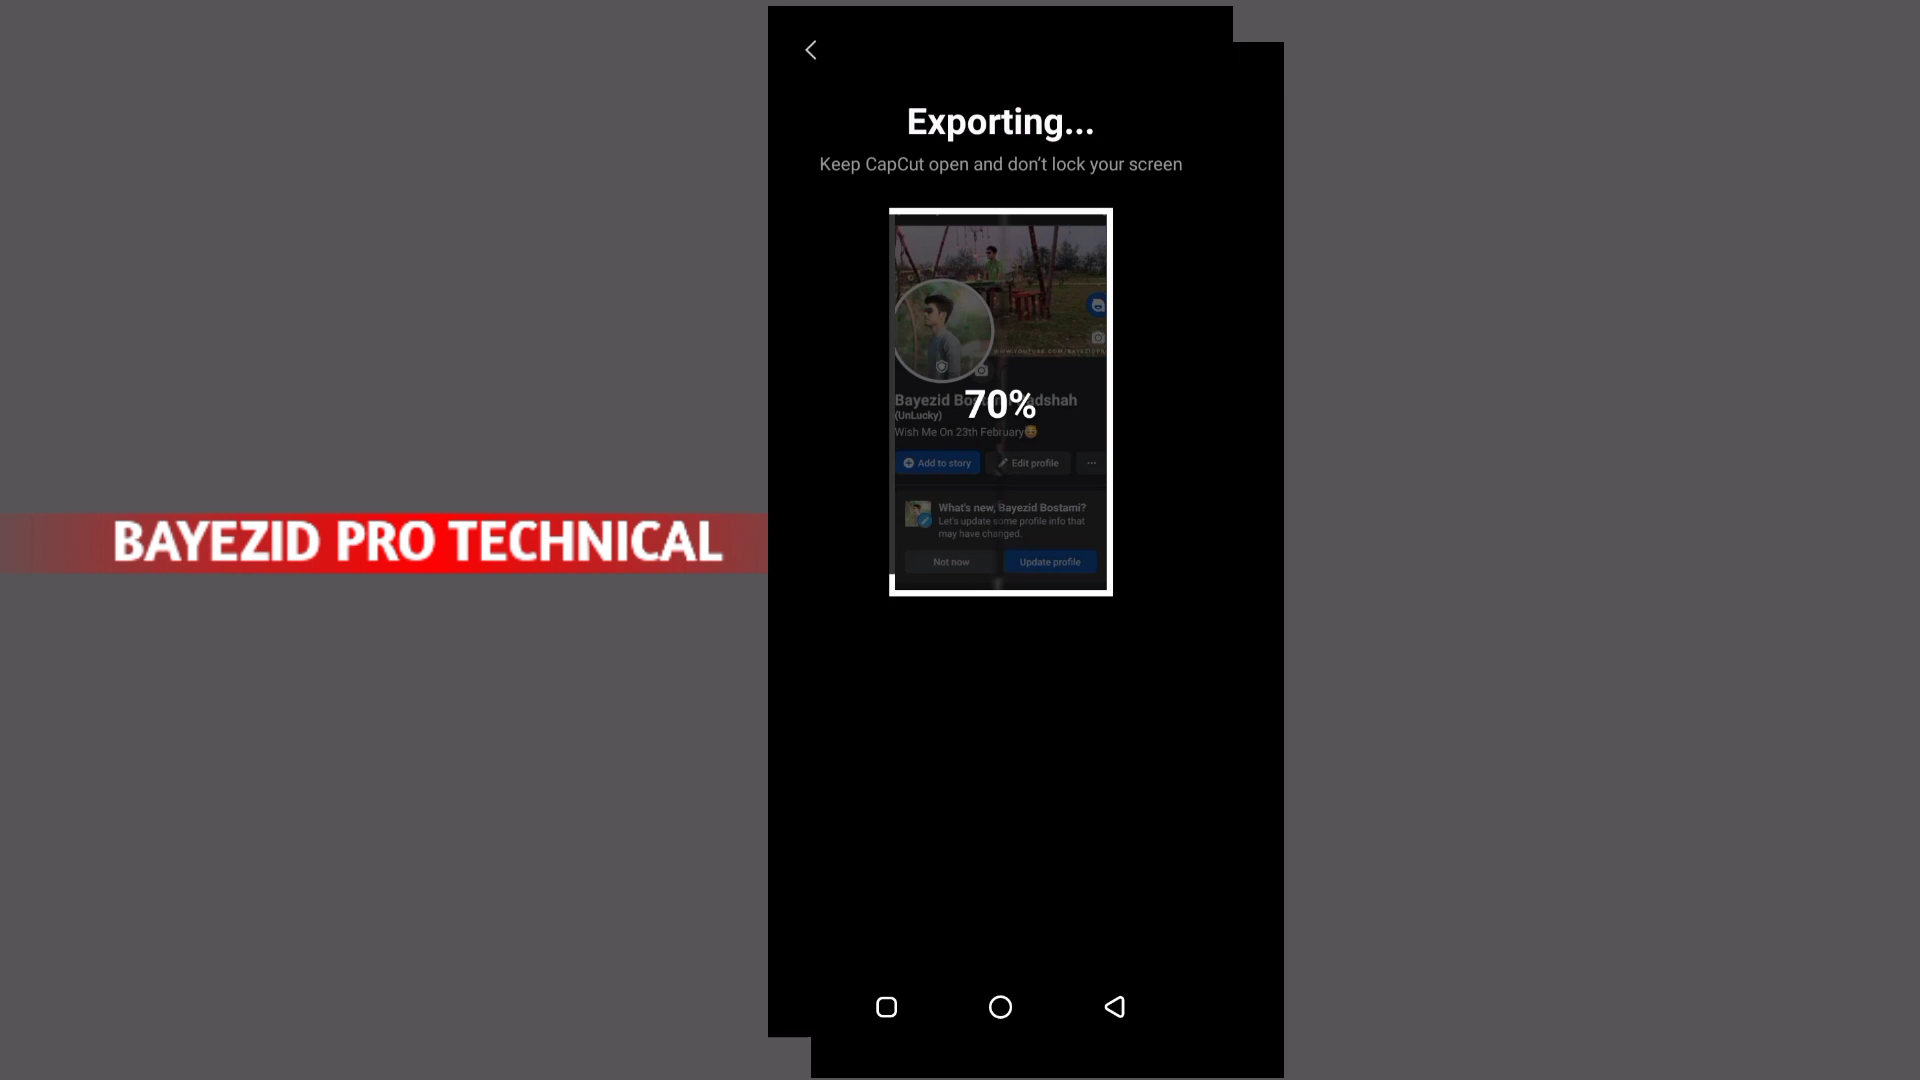 Exporting...
Keep CapCut open and don't lock your screen
Bayezid
70%
(UnLucky)
Wish Me On 23th February
Add to story
Edit profile
What's new, Bayezid Bostami?
Let's update some profile info that
may have changed.
Not now
Update profile
BAYEZID PRO TECHNICAL